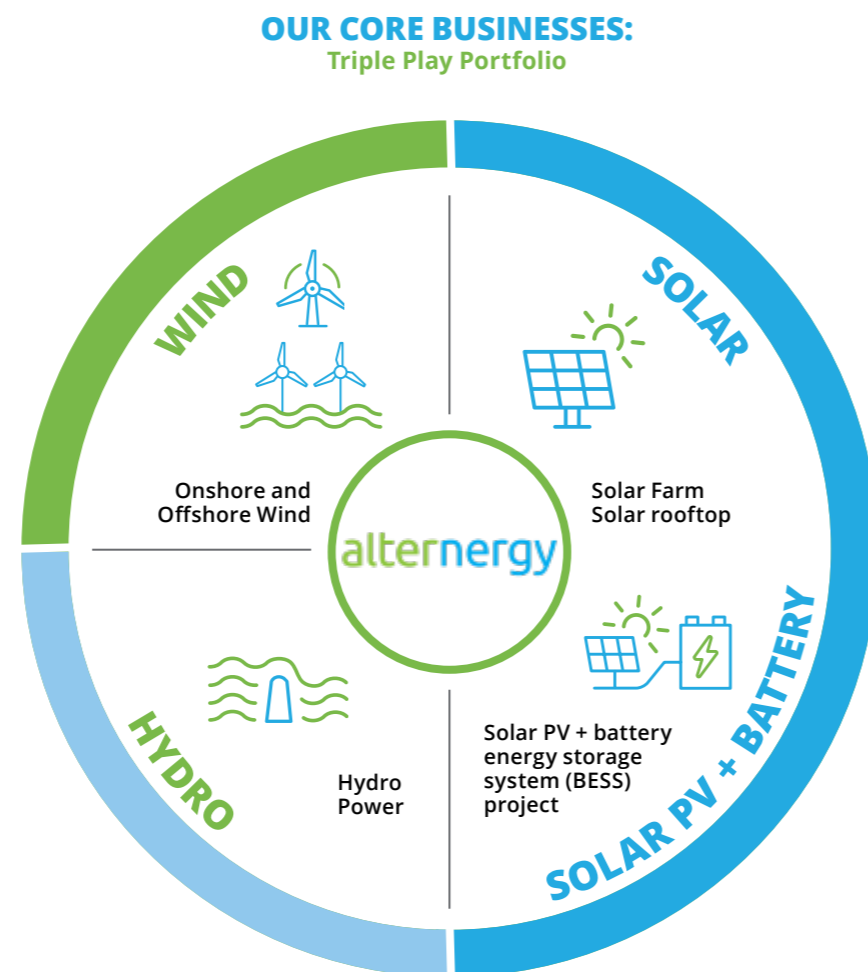 OUR CORE BUSINESSES:
Triple Play Portfolio
WIND
Onshore and
Offshore Wind
SOLAR
Solar Farm
Solar rooftop
alternergy
HYDRO
Hydro
Power
Solar PV + battery
energy storage
system (BESS)
project
SOLAR PV + BATTERY